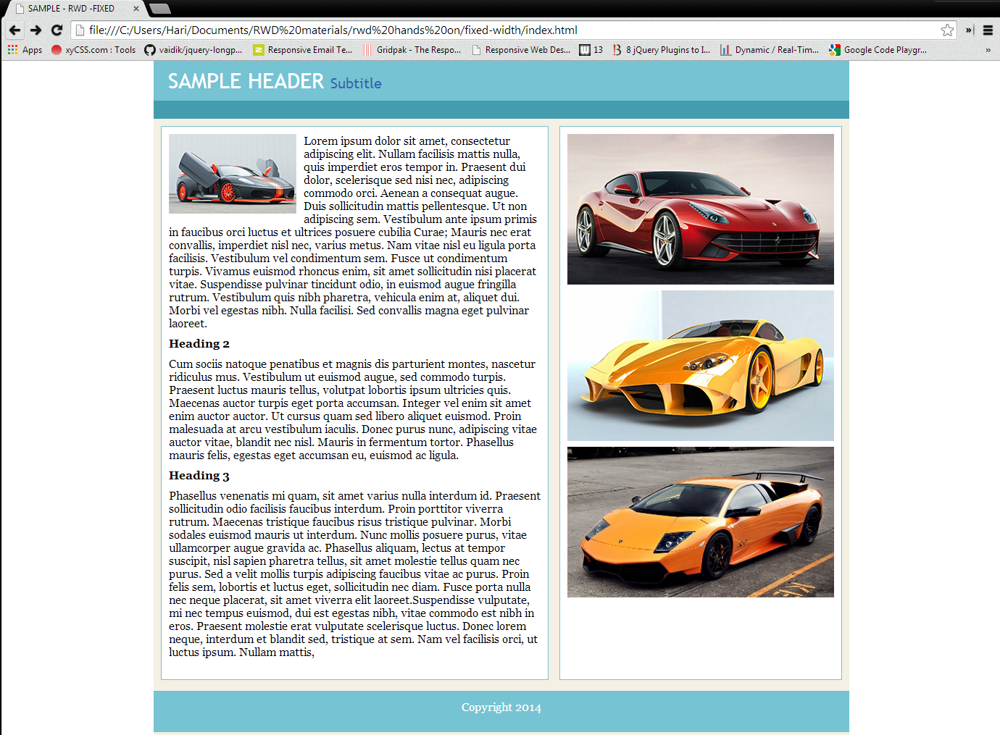 SAMPLE - RWD -FIXED
file:///C:/Users/Hari/Documents/RWD%20materials/rwd%20hands%20on/fixed-width/index.html
Apps xyCSS.com : Tools vaidik/jquery-longp... Responsive Email Te... Gridpak - The Respo... Responsive Web Des... 13 8 jQuery Plugins to I... Dynamic / Real-Tim... Google Code Playgr... »
SAMPLE HEADER Subtitle
Lorem ipsum dolor sit amet, consectetur
adipiscing elit. Nullam facilisis mattis nulla,
quis imperdiet eros tempor in. Praesent dui
dolor, scelerisque sed nisi nec, adipiscing
commodo orci. Aenean a consequat augue.
Duis sollicitudin mattis pellentesque. Ut non
adipiscing sem. Vestibulum ante ipsum primis
in faucibus orci luctus et ultrices posuere cubilia Curae; Mauris nec erat
convallis, imperdiet nisl nec, varius metus. Nam vitae nisl eu ligula porta
facilisis. Vestibulum vel condimentum sem. Fusce ut condimentum
turpis. Vivamus euismod rhoncus enim, sit amet sollicitudin nisi placerat
vitae. Suspendisse pulvinar tincidunt odio, in euismod augue fringilla
rutrum. Vestibulum quis nibh pharetra, vehicula enim at, aliquet dui.
Morbi vel egestas nibh. Nulla facilisi. Sed convallis magna eget pulvinar
laoreet.
Heading 2
Cum sociis natoque penatibus et magnis dis parturient montes, nascetur
ridiculus mus. Vestibulum ut euismod augue, sed commodo turpis.
Praesent luctus mauris tellus, volutpat lobortis ipsum ultricies quis.
Maecenas auctor turpis eget porta accumsan. Integer vel enim sit amet
enim auctor auctor. Ut cursus quam sed libero aliquet euismod. Proin
malesuada at arcu vestibulum iaculis. Donec purus nunc, adipiscing vitae
auctor vitae, blandit nec nisl. Mauris in fermentum tortor. Phasellus
mauris felis, egestas eget accumsan eu, euismod ac ligula.
Heading 3
Phasellus venenatis mi quam, sit amet varius nulla interdum id. Praesent
sollicitudin odio facilisis faucibus interdum. Proin porttitor viverra
rutrum. Maecenas tristique faucibus risus tristique pulvinar. Morbi
sodales euismod mauris ut interdum. Nunc mollis posuere purus, vitae
ullamcorper augue gravida ac. Phasellus aliquam, lectus at tempor
suscipit, nisl sapien pharetra tellus, sit amet molestie tellus quam nec
purus. Sed a velit mollis turpis adipiscing faucibus vitae ac purus. Proin
felis sem, lobortis et luctus eget, sollicitudin nec diam. Fusce porta nulla
nec neque placerat, sit amet viverra elit laoreet.Suspendisse vulputate,
mi nec tempus euismod, dui est egestas nibh, vitae commodo est nibh in
eros. Praesent molestie erat vulputate scelerisque luctus. Donec lorem
neque, interdum et blandit sed, tristique at sem. Nam vel facilisis orci, ut
luctus ipsum. Nullam mattis,
Copyright 2014